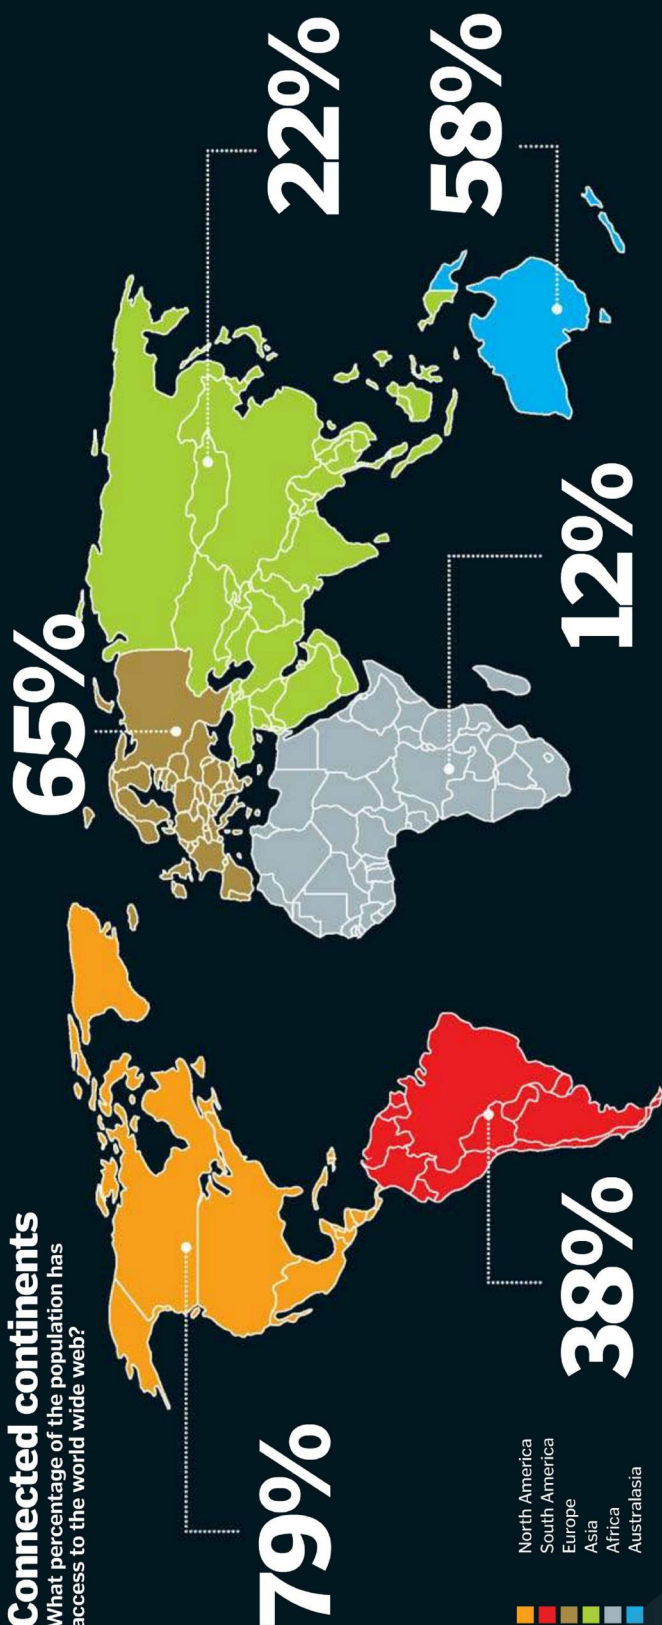 Connected continents
What percentage of the population has
access to the world wide web?
79%
38%
65%
12%
22%
58%
North America
South America
Europe
Asia
Africa
Australasia